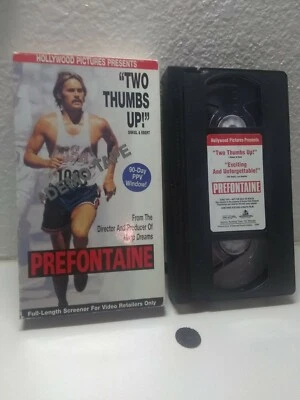 HOLLYWOOD PICTURES PRESENTS
"TWO
THUMBS
UP!"
SISKEL & EBERT
DEMO TAPE
90-Day
PPV
Window!
From The
Director And Producer Of
Hoop Dreams
PREFONTAINE
Full-Length Screener For Video Retailers Only
Hollywood Pictures Presents
"Two Thumbs Up!"
"Exciting
And Unforgettable!"
PREFONTAINE